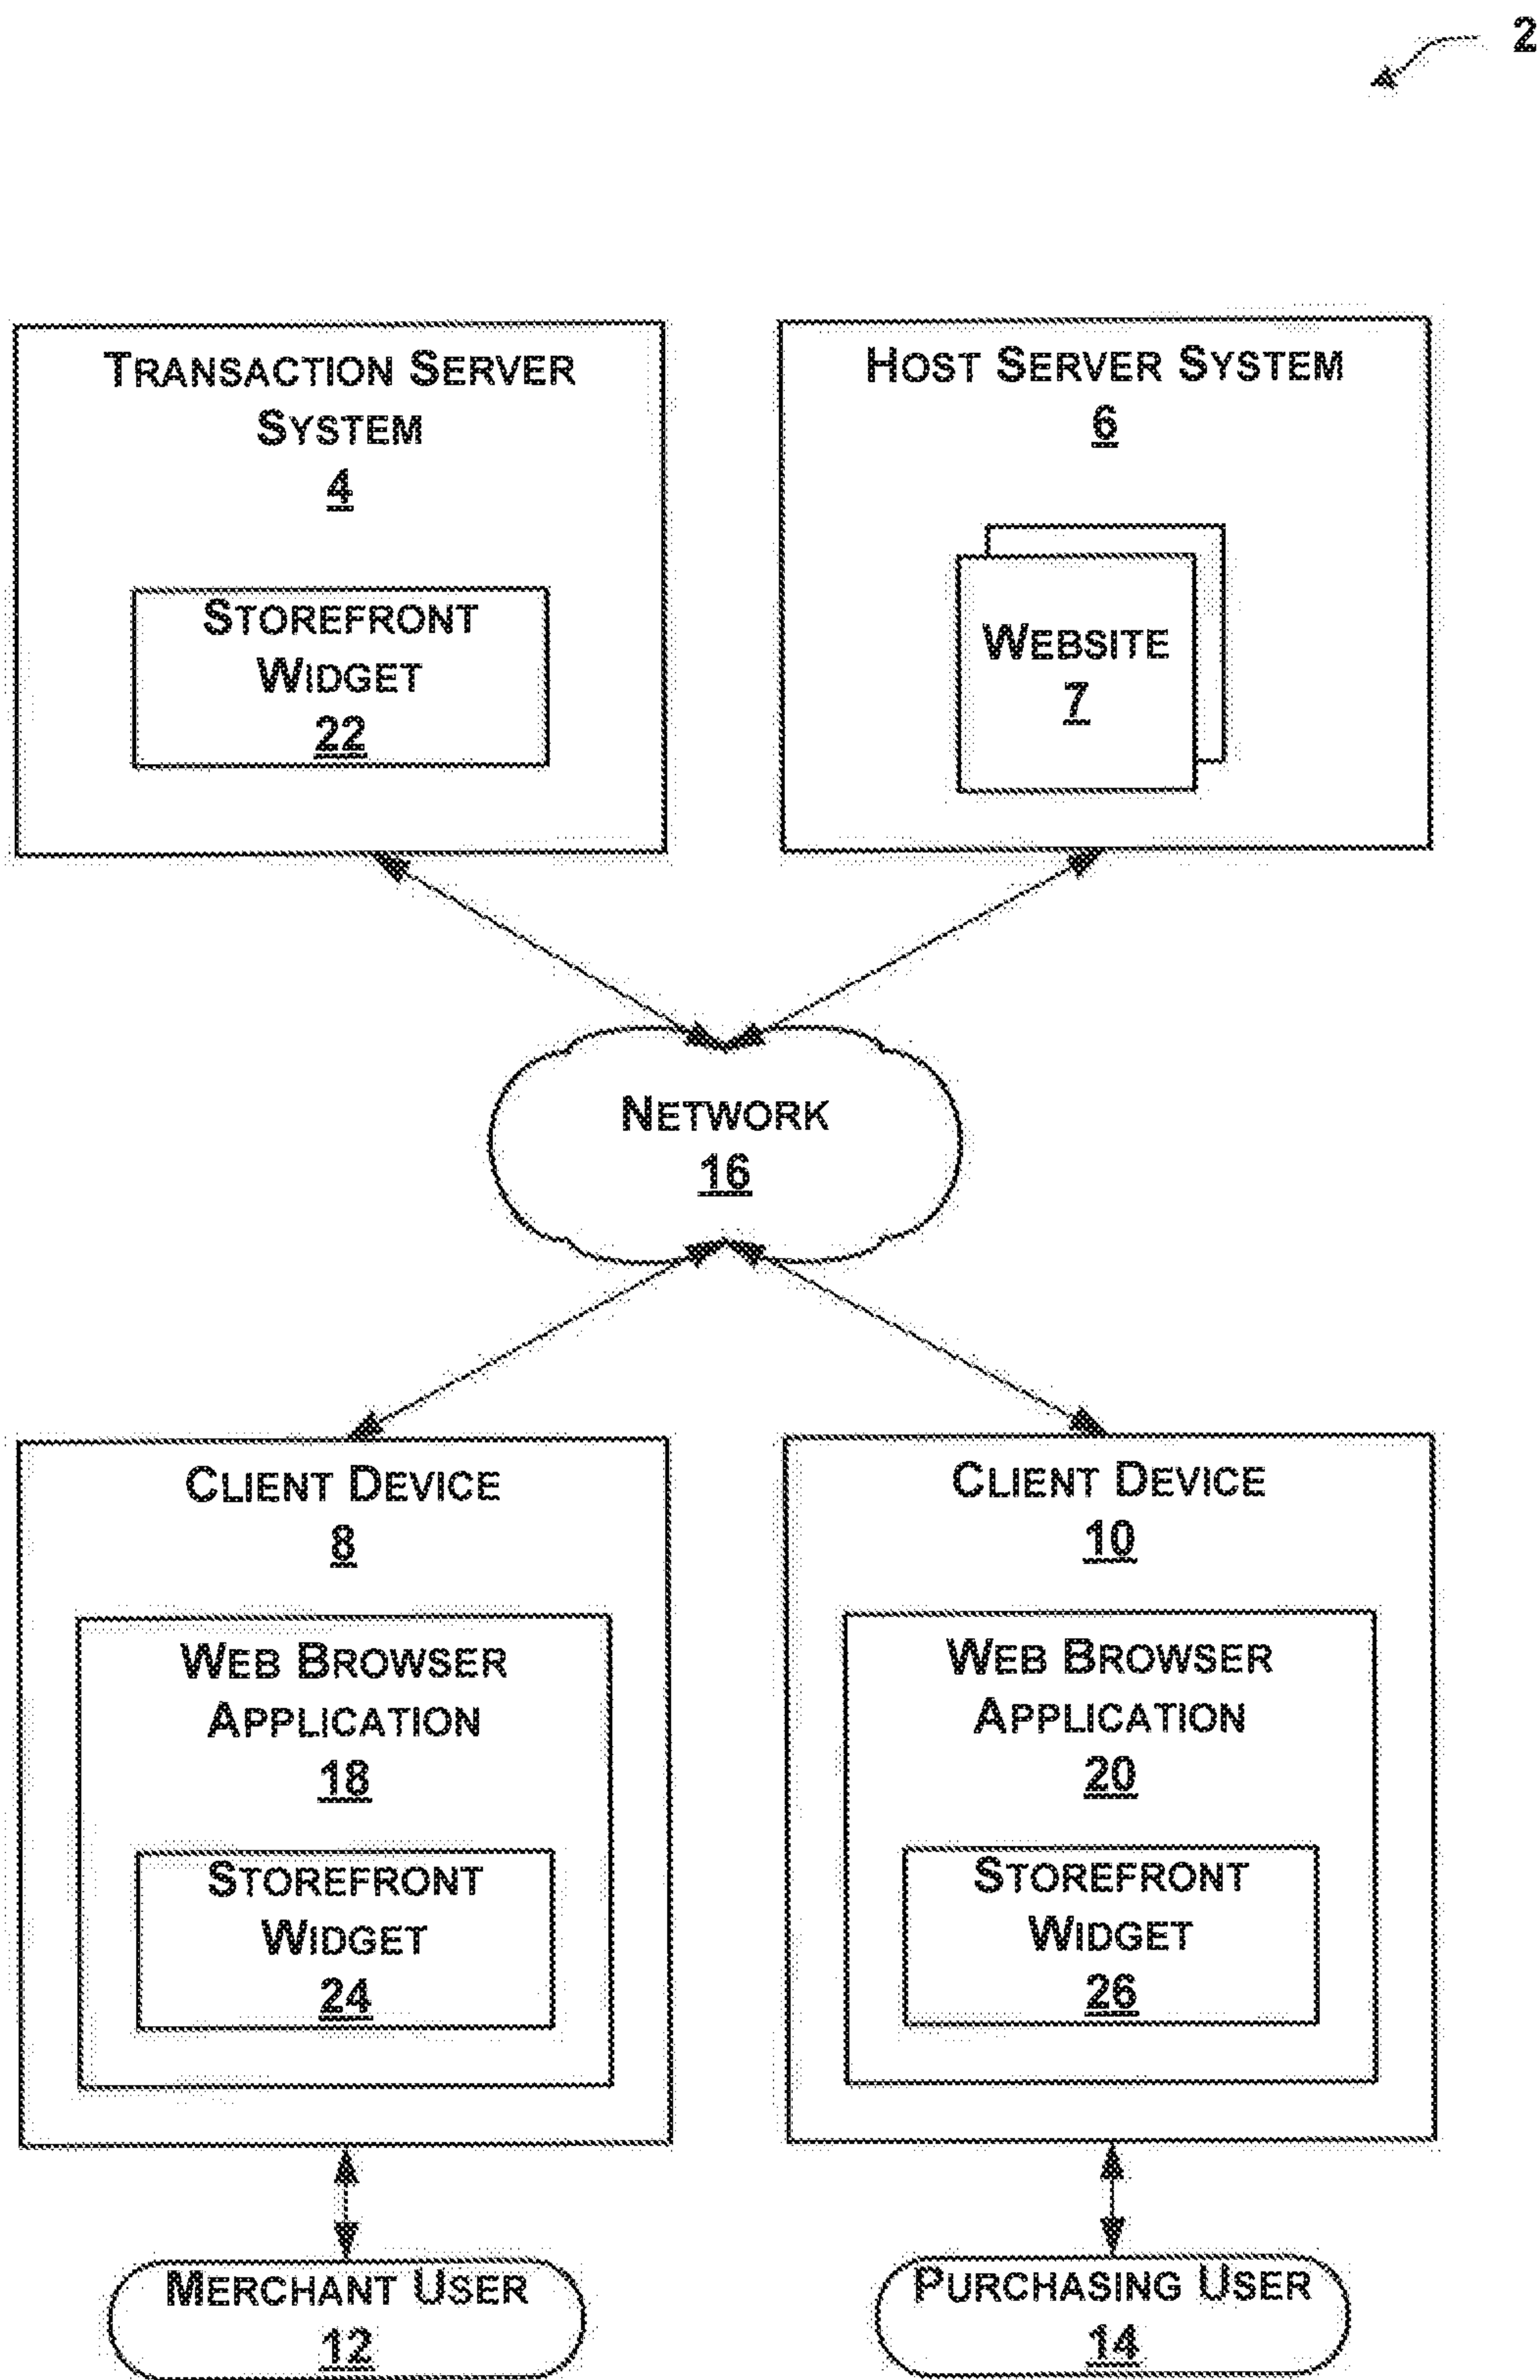 2
TRANSACTION SERVER
SYSTEM
4
STOREFRONT
WIDGET
22
HOST SERVER SYSTEM
6
WEBSITE
7
NETWORK
16
CLIENT DEVICE
8
WEB BROWSER
APPLICATION
18
STOREFRONT
WIDGET
24
CLIENT DEVICE
10
WEB BROWSER
APPLICATION
20
STOREFRONT
WIDGET
26
MERCHANT USER
12
PURCHASING USER
14